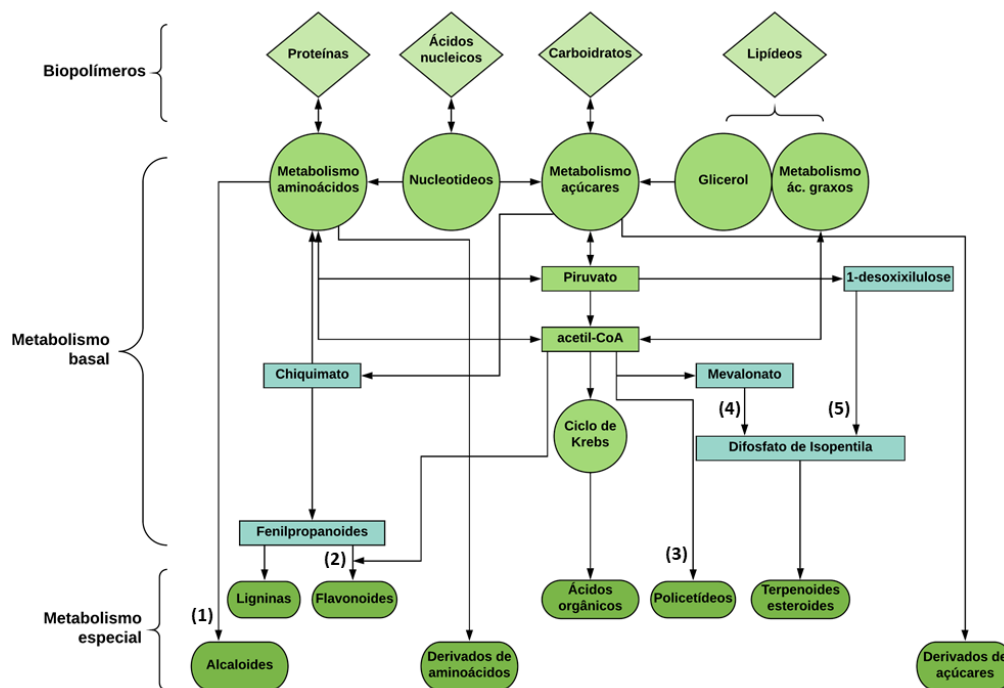 Proteínas
Ácidos
nucleicos
Carboidratos
Lipídeos
Biopolímeros
Metabolismo
aminoácidos
Nucleotideos
Metabolismo
açúcares
Glicerol
Metabolismo
ác. graxos
Piruvato
1-desoxixilulose
Metabolismo
basal
acetil-CoA
Chiquimato
Mevalonato
(4)
(5)
Ciclo de
Krebs
Difosfato de Isopentila
Fenilpropanoides
(2)
(3)
Ligninas
Flavonoides
Ácidos
orgânicos
Policetídeos
Terpenoides
esteroides
Metabolismo
especial
(1)
Alcaloides
Derivados de
aminoácidos
Derivados de
açúcares